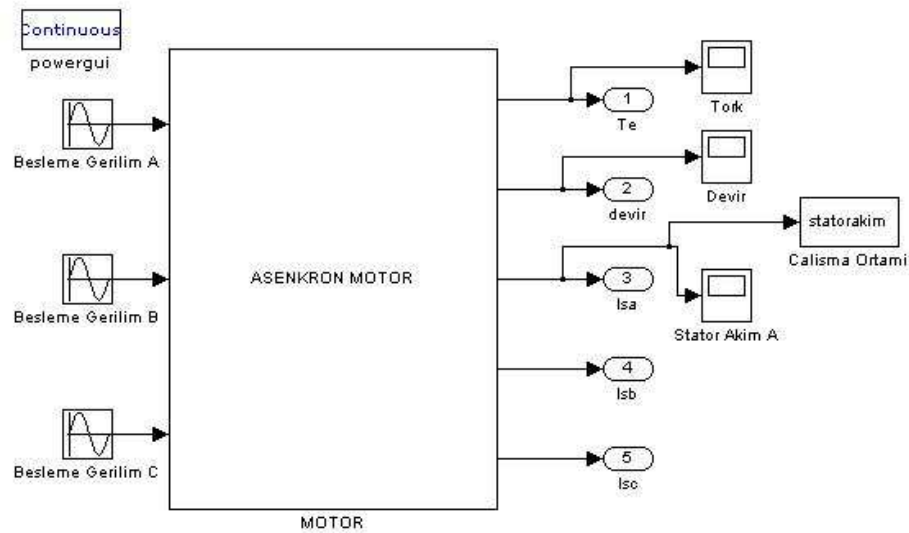 Continuous
powergui
Besleme Gerilim A
Besleme Gerilim B
Besleme Gerilim C
ASENKRON MOTOR
MOTOR
1
Te
Tork
2
devir
Devir
statorakim
Calisma Ortami
3
Isa
Stator Akim A
4
Isb
5
Isc